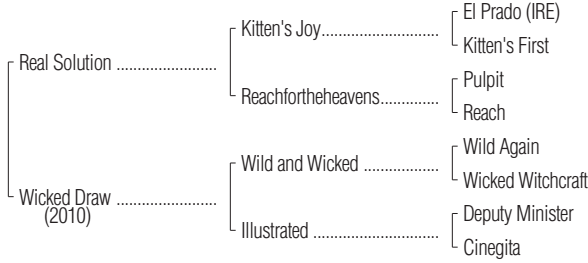 El Prado (IRE)
Kitten's Joy..............................
Kitten's First
Real Solution .........................
Pulpit
Reachfortheheavens...............
Reach
Wild Again
Wild and Wicked ...................
Wicked Witchcraft
Wicked Draw .........................
(2010)
Deputy Minister
Illustrated ................................
Cinegita